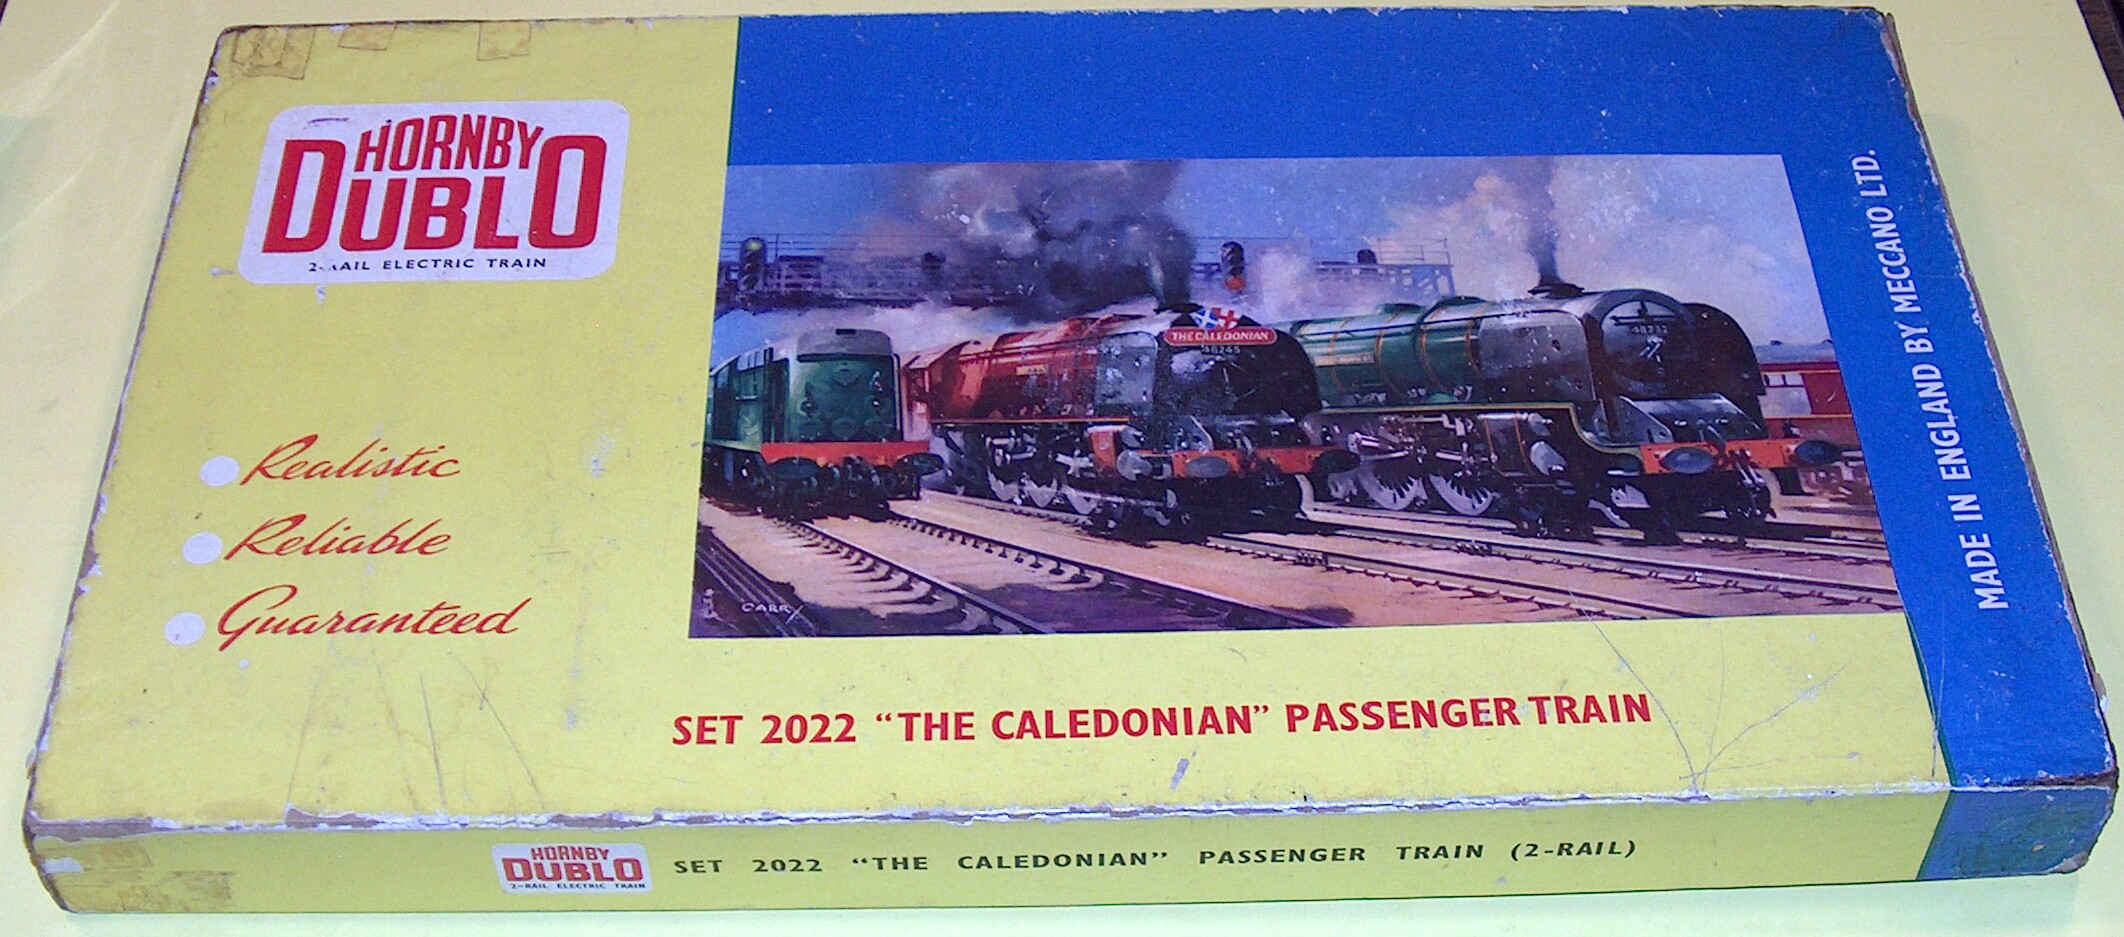 HORNBY
DUBLO
2-RAIL ELECTRIC TRAIN
Realistic
Reliable
Guaranteed
THE CALEDONIAN
46245
CARR
SET 2022 “THE CALEDONIAN” PASSENGER TRAIN
MADE IN ENGLAND BY MECCANO LTD.
HORNBY
DUBLO
2-RAIL ELECTRIC TRAIN
SET 2022 “THE CALEDONIAN” PASSENGER TRAIN (2-RAIL)